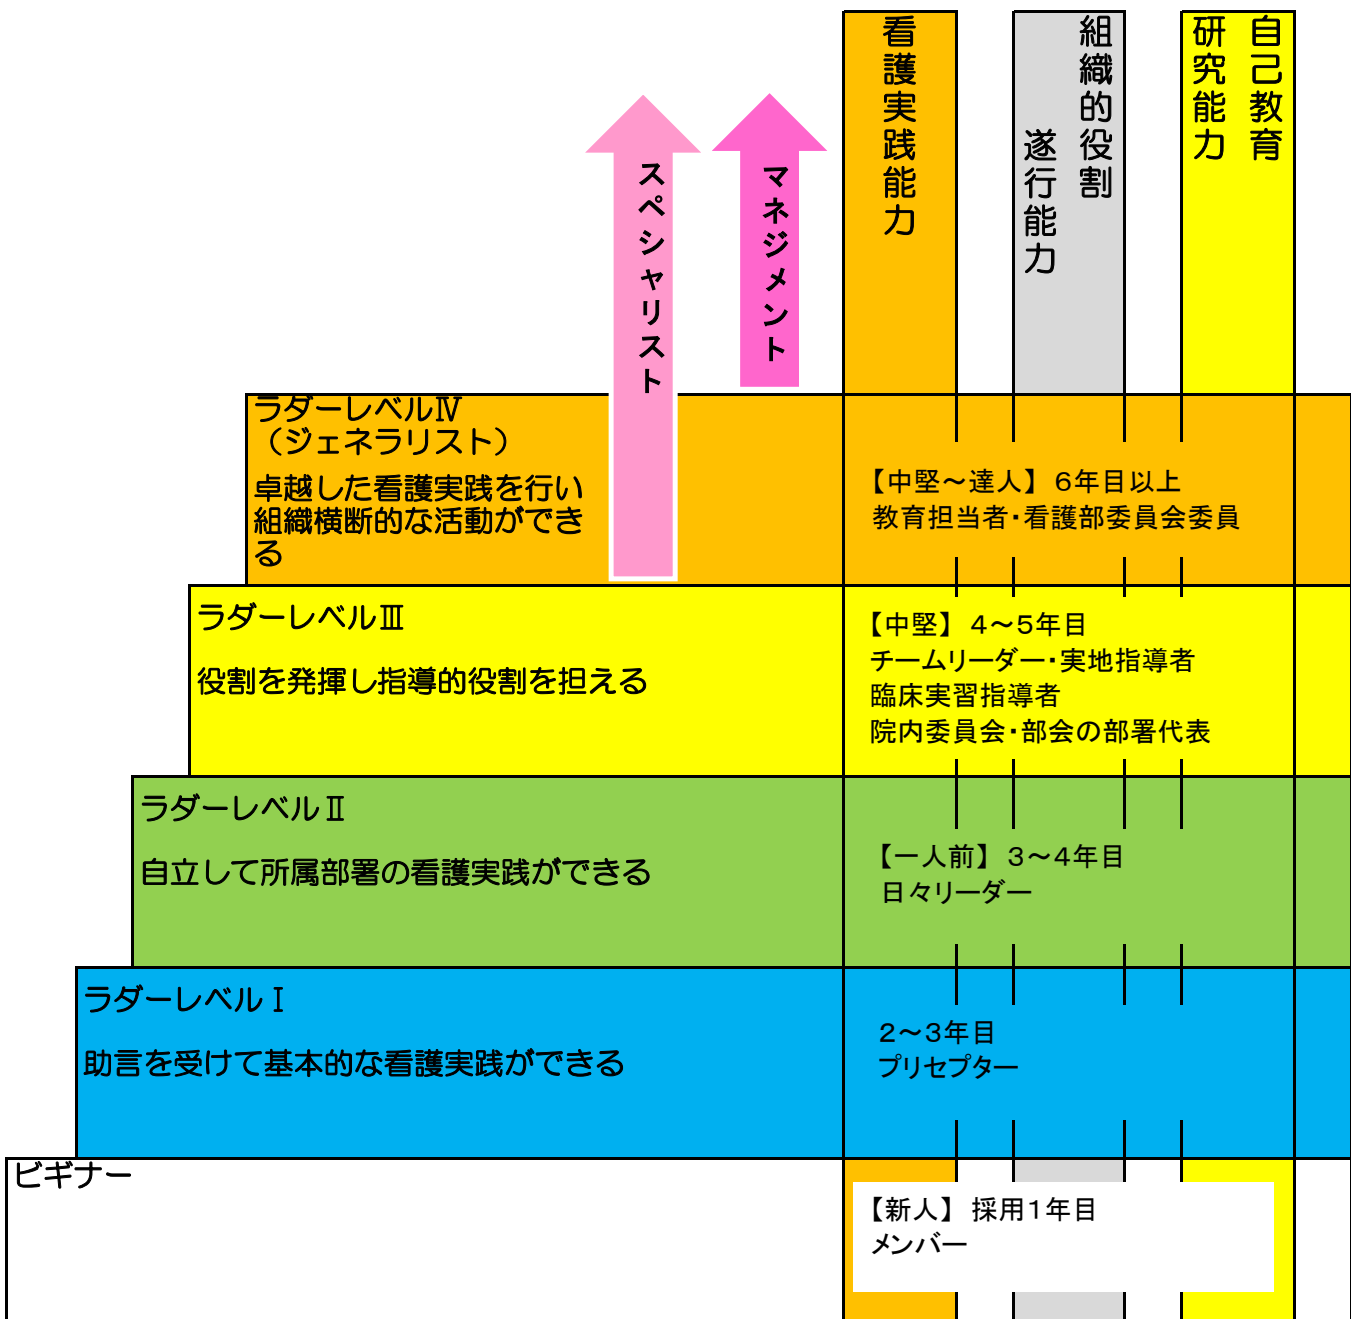 看護実践能力
組織的役割
遂行能力
自己教育
研究能力
スペシャリスト
マネジメント
ラダーレベルⅣ
（ジェネラリスト）
卓越した看護実践を行い
組織横断的な活動ができ
る
【中堅～達人】 6年目以上
教育担当者・看護部委員会委員
ラダーレベルⅢ
役割を発揮し指導的役割を担える
【中堅】 4～5年目
チームリーダー・実地指導者
臨床実習指導者
院内委員会・部会の部署代表
ラダーレベルⅡ
自立して所属部署の看護実践ができる
【一人前】 3～4年目
日々リーダー
ラダーレベルⅠ
助言を受けて基本的な看護実践ができる
2～3年目
プリセプター
ビギナー
【新人】 採用1年目
メンバー